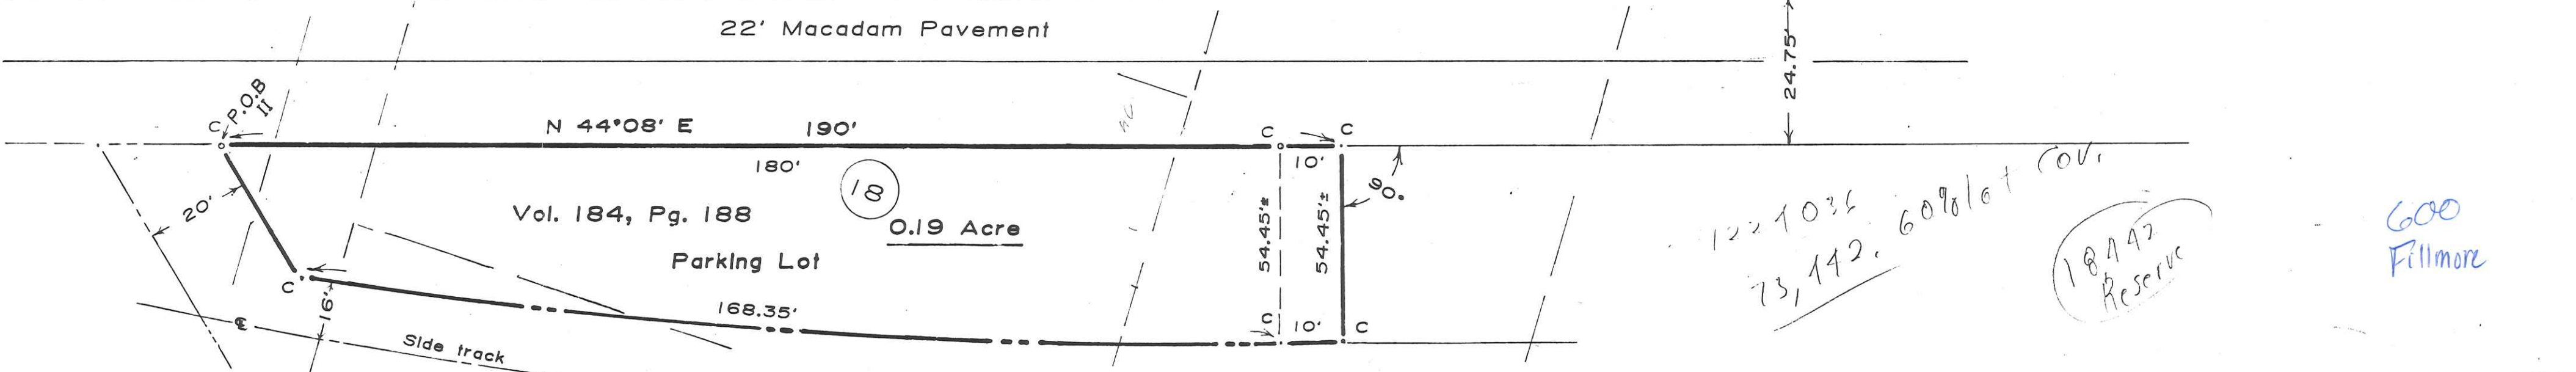 22' Macadam Pavement
24.75'
P.O.B
II
C
N 44°08' E 190'
C
C
180'
10'
90°
18
20'
Vol. 184, Pg. 188
0.19 Acre
Parking Lot
54.45'±
54.45'±
C
16'
168.35'
C
10'
C
℄
Side track
60% lot cov.
73,442.
18442
Reserve
600
Fillmore